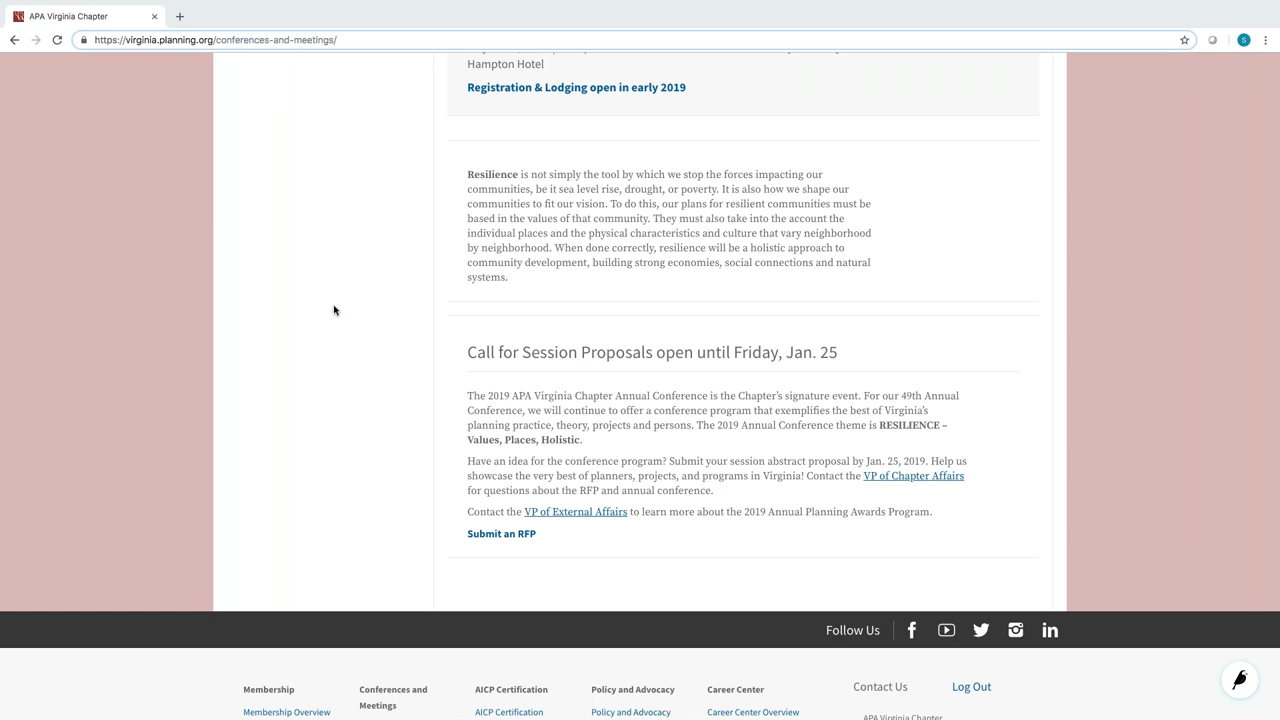 APA Virginia Chapter
https://virginia.planning.org/conferences-and-meetings/
S
Hampton Hotel
Registration & Lodging open in early 2019
Resilience is not simply the tool by which we stop the forces impacting our
communities, be it sea level rise, drought, or poverty. It is also how we shape our
communities to fit our vision. To do this, our plans for resilient communities must be
based in the values of that community. They must also take into the account the
individual places and the physical characteristics and culture that vary neighborhood
by neighborhood. When done correctly, resilience will be a holistic approach to
community development, building strong economies, social connections and natural
systems.
Call for Session Proposals open until Friday, Jan. 25
The 2019 APA Virginia Chapter Annual Conference is the Chapter's signature event. For our 49th Annual
Conference, we will continue to offer a conference program that exemplifies the best of Virginia's
planning practice, theory, projects and persons. The 2019 Annual Conference theme is RESILIENCE –
Values, Places, Holistic.
Have an idea for the conference program? Submit your session abstract proposal by Jan. 25, 2019. Help us
showcase the very best of planners, projects, and programs in Virginia! Contact the VP of Chapter Affairs
for questions about the RFP and annual conference.
Contact the VP of External Affairs to learn more about the 2019 Annual Planning Awards Program.
Submit an RFP
Follow Us
Membership
Conferences and
Meetings
AICP Certification
Policy and Advocacy
Career Center
Contact Us
Log Out
Membership Overview
AICP Certification
Policy and Advocacy
Career Center Overview
APA Virginia Chapter